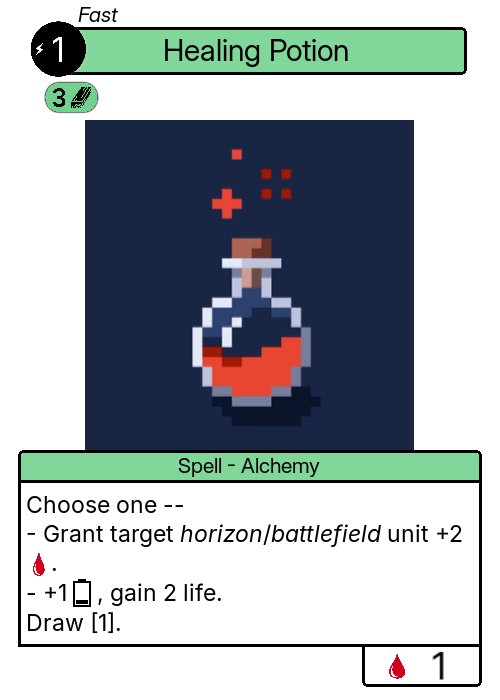 Fast
1
Healing Potion
3
Spell - Alchemy
Choose one --
- Grant target horizon/battlefield unit +2
.
- +1 , gain 2 life.
Draw [1].
1